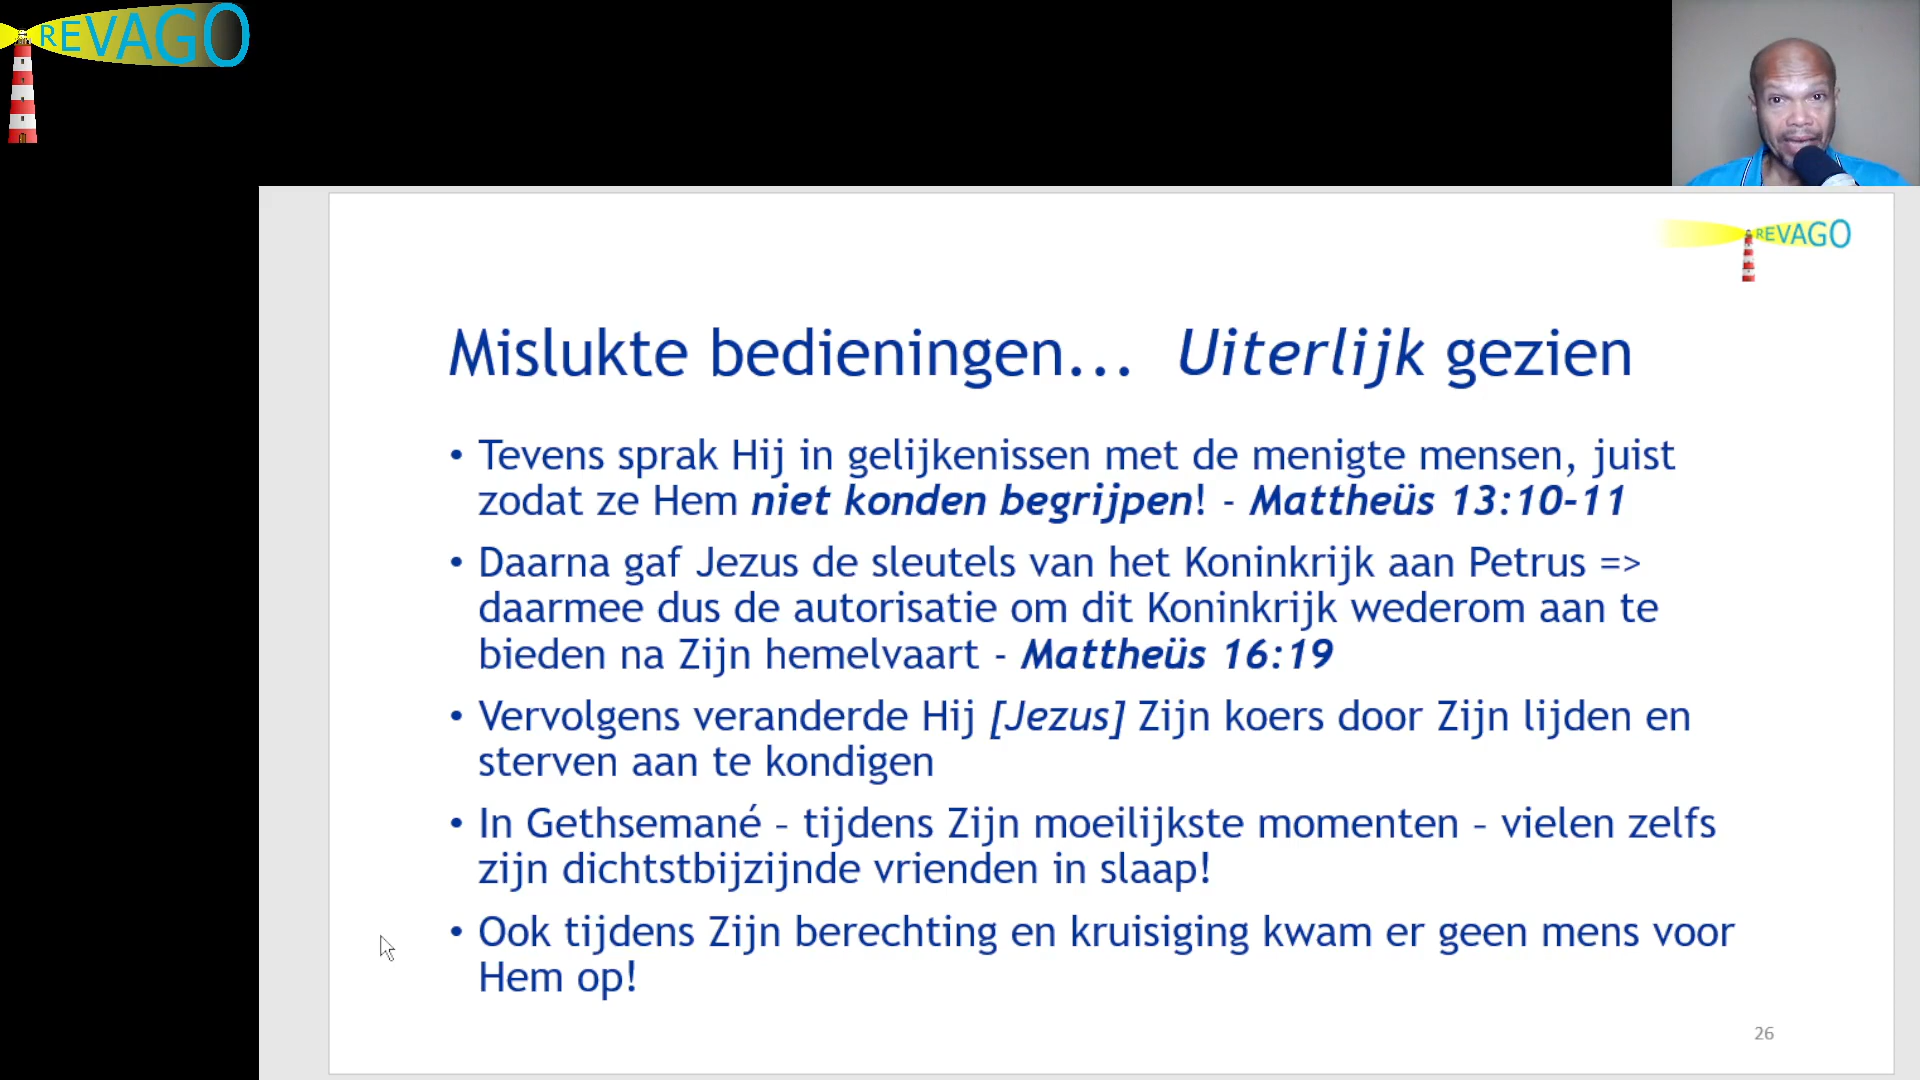 REVAGO
REVAGO
Mislukte bedieningen... Uiterlijk gezien
• Tevens sprak Hij in gelijkenissen met de menigte mensen, juist
zodat ze Hem niet konden begrijpen! - Mattheüs 13:10-11
• Daarna gaf Jezus de sleutels van het Koninkrijk aan Petrus =>
daarmee dus de autorisatie om dit Koninkrijk wederom aan te
bieden na Zijn hemelvaart - Mattheüs 16:19
• Vervolgens veranderde Hij [Jezus] Zijn koers door Zijn lijden en
sterven aan te kondigen
• In Gethsemané – tijdens Zijn moeilijkste momenten – vielen zelfs
zijn dichtstbijzijnde vrienden in slaap!
• Ook tijdens Zijn berechting en kruisiging kwam er geen mens voor
Hem op!
26